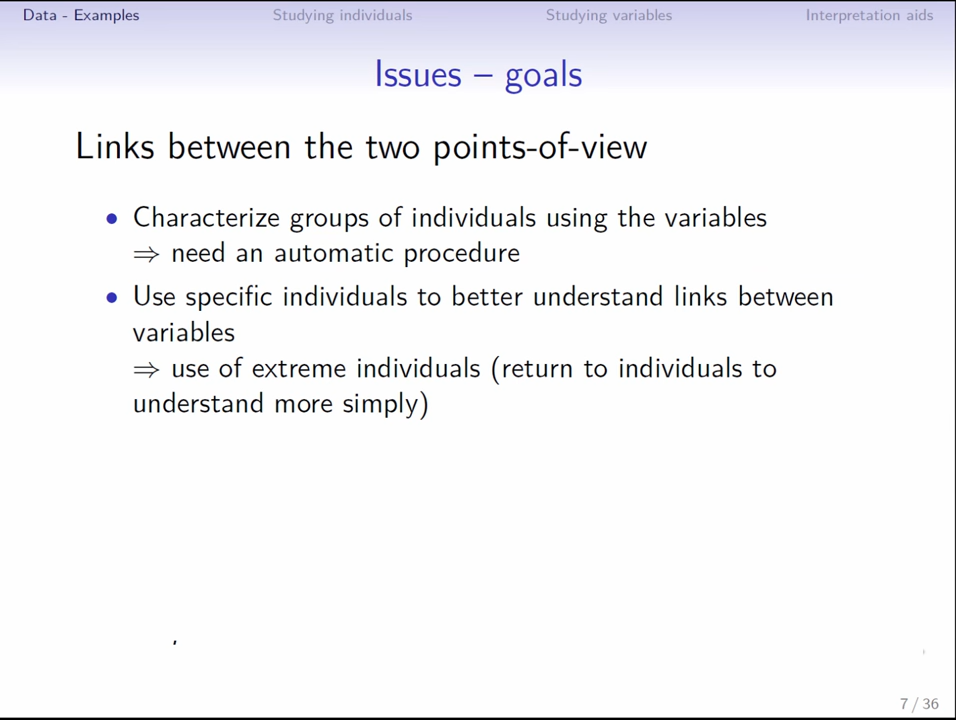 Data - Examples
Studying individuals
Studying variables
Interpretation aids
Issues – goals
Links between the two points-of-view
• Characterize groups of individuals using the variables
⇒ need an automatic procedure
• Use specific individuals to better understand links between
variables
⇒ use of extreme individuals (return to individuals to
understand more simply)
7 / 36